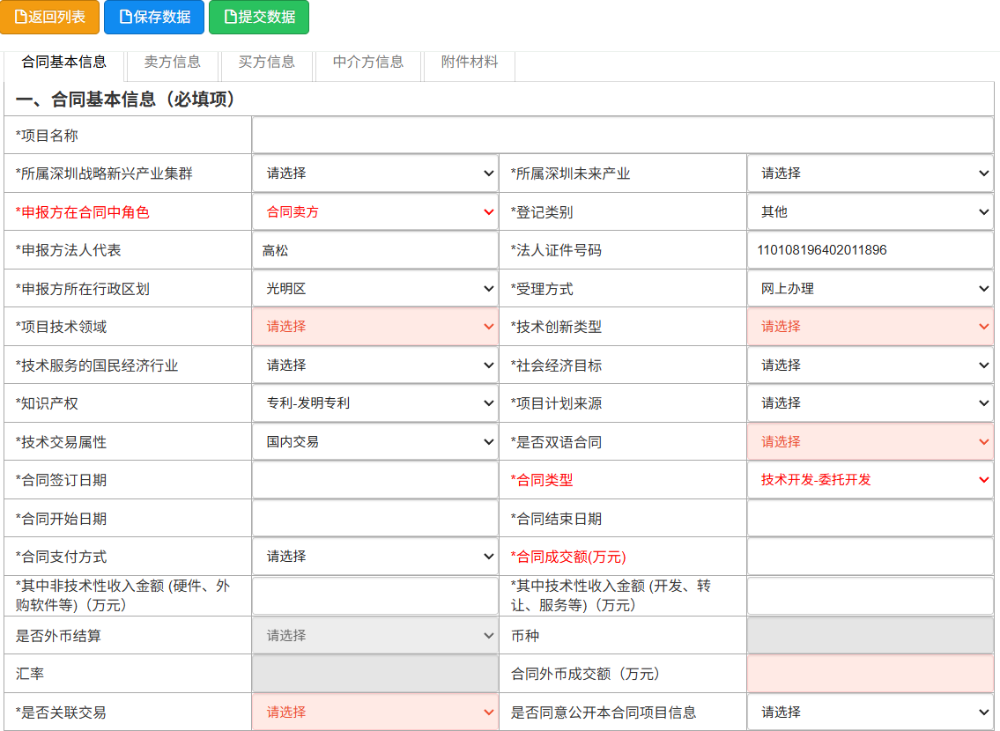 返回列表 保存数据 提交数据
合同基本信息 卖方信息 买方信息 中介方信息 附件材料
一、合同基本信息（必填项）
*项目名称
*所属深圳战略新兴产业集群 请选择 *所属深圳未来产业 请选择
*申报方在合同中角色 合同卖方 *登记类别 其他
*申报方法人代表 高松 *法人证件号码 110108196402011896
*申报方所在行政区划 光明区 *受理方式 网上办理
*项目技术领域 请选择 *技术创新类型 请选择
*技术服务的国民经济行业 请选择 *社会经济目标 请选择
*知识产权 专利-发明专利 *项目计划来源 请选择
*技术交易属性 国内交易 *是否双语合同 请选择
*合同签订日期 *合同类型 技术开发-委托开发
*合同开始日期 *合同结束日期
*合同支付方式 请选择 *合同成交额(万元)
*其中非技术性收入金额 (硬件、外
购软件等)（万元） *其中技术性收入金额 (开发、转
让、服务等)（万元）
是否外币结算 请选择 币种
汇率 合同外币成交额（万元）
*是否关联交易 请选择 是否同意公开本合同项目信息 请选择